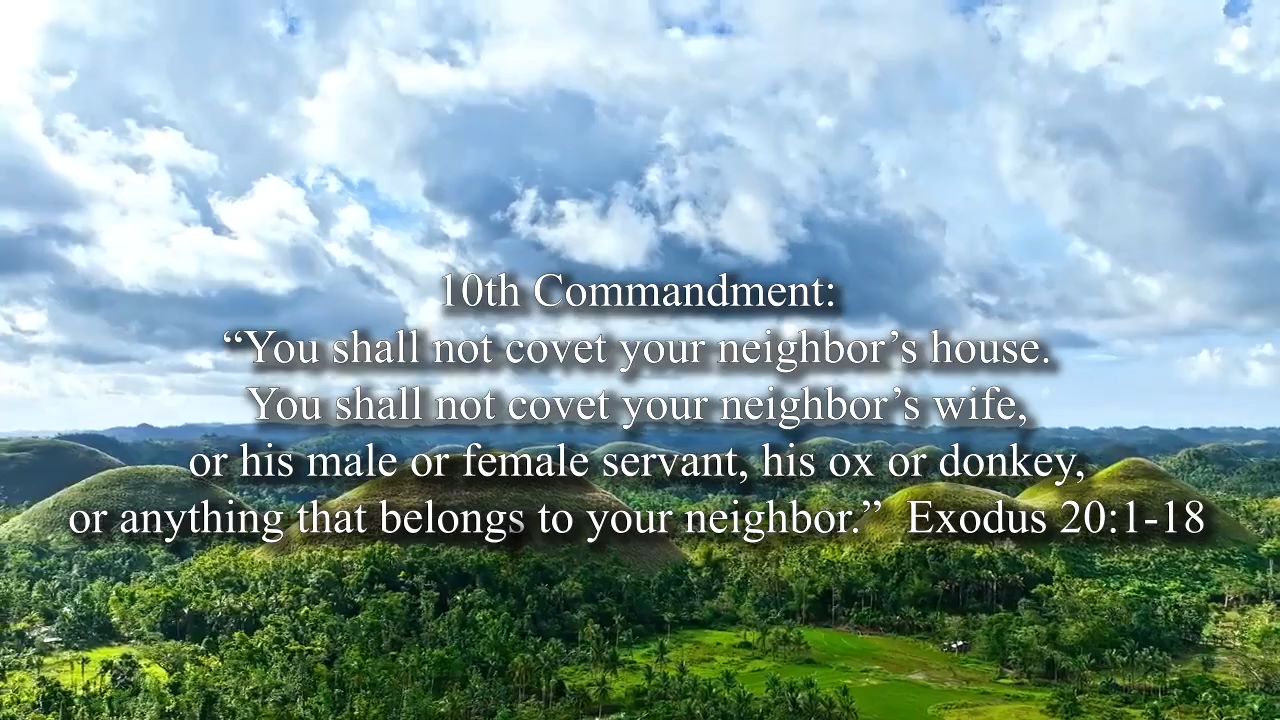 10th Commandment:
“You shall not covet your neighbor’s house.
You shall not covet your neighbor’s wife,
or his male or female servant, his ox or donkey,
or anything that belongs to your neighbor.”  Exodus 20:1-18